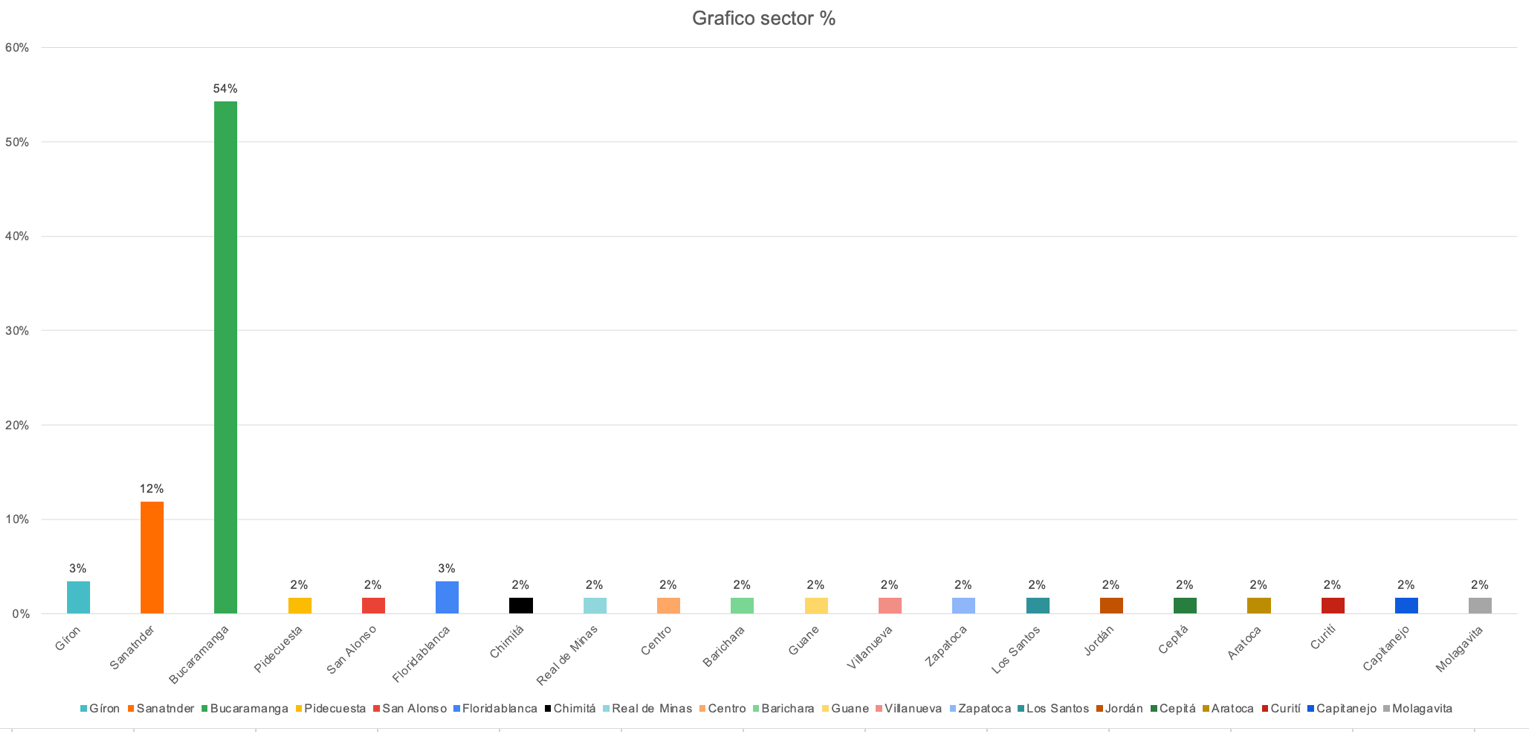 Grafico sector %
60%
54%
50%
40%
30%
20%
12%
10%
3% 2% 2% 3% 2% 2% 2% 2% 2% 2% 2% 2% 2% 2% 2% 2% 2% 2%
0%
Gíron Sanatnder Bucaramanga Pidecuesta San Alonso Floridablanca Chimitá Real de Minas Centro Barichara Guane Villanueva Zapatoca Los Santos Jordán Cepitá Aratoca Curití Capitanejo Molagavita
Gíron Sanatnder Bucaramanga Pidecuesta San Alonso Floridablanca Chimitá Real de Minas Centro Barichara Guane Villanueva Zapatoca Los Santos Jordán Cepitá Aratoca Curití Capitanejo Molagavita